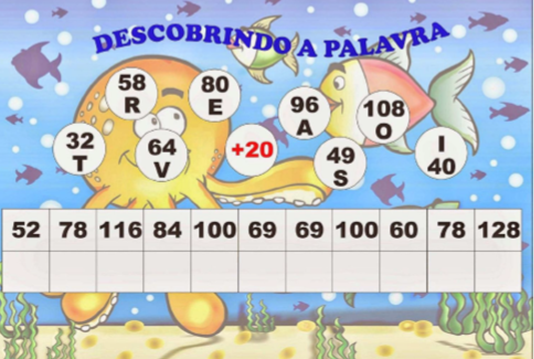 DESCOBRINDO A PALAVRA
58
R
80
E
96
A
108
O
32
T
64
V
+20
49
S
I
40
52 78 116 84 100 69 69 100 60 78 128